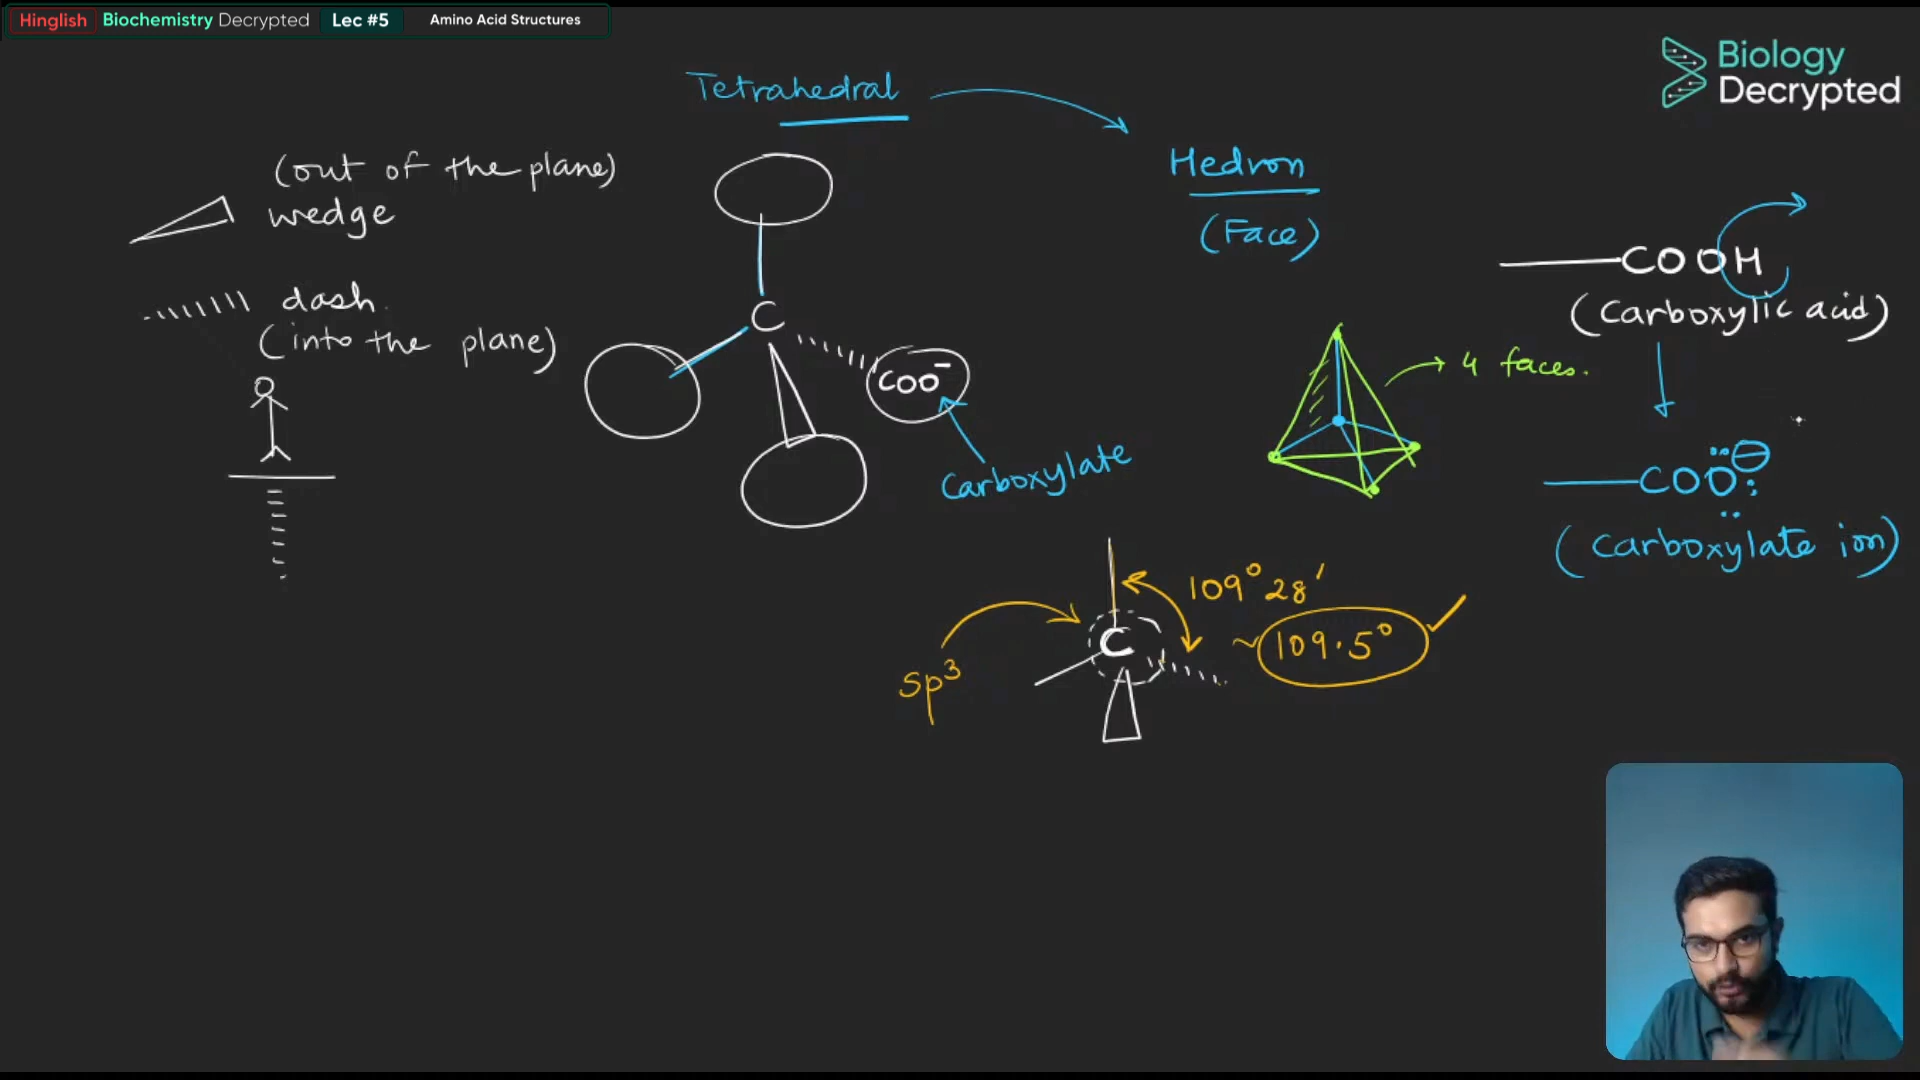 Hinglish Biochemistry Decrypted Lec #5 Amino Acid Structures
Biology
Decrypted
Tetrahedral
(out of the plane)
wedge
dash.
(into the plane)
C
COO⁻
Carboxylate
Hedron
(Face)
4 faces.
COOH
(Carboxylic acid)
COO⊖
(Carboxylate ion)
sp³
C
109° 28'
~ 109.5°